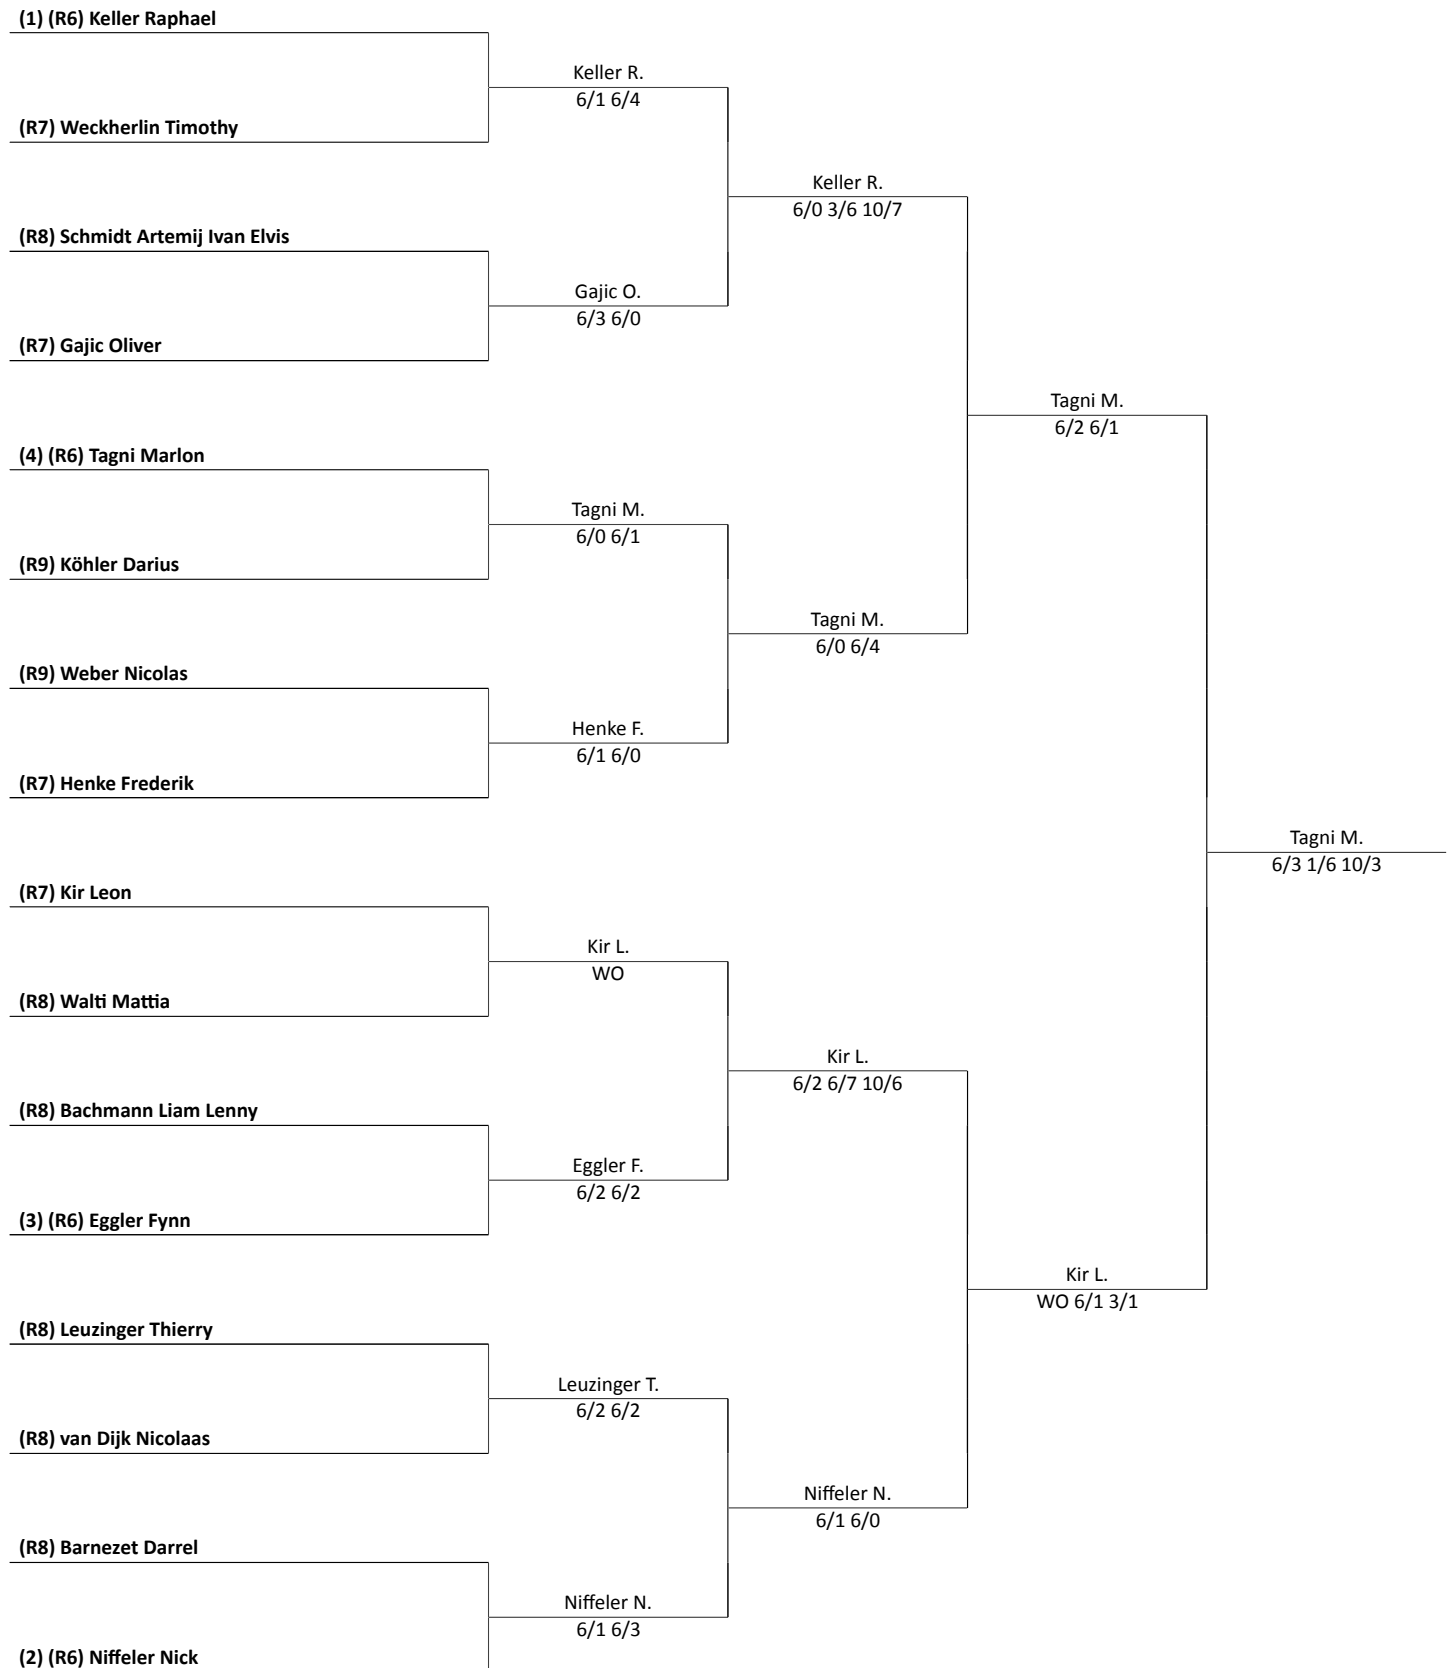 (1) (R6) Keller Raphael
Keller R.
6/1 6/4
(R7) Weckherlin Timothy
Keller R.
6/0 3/6 10/7
(R8) Schmidt Artemij Ivan Elvis
Gajic O.
6/3 6/0
(R7) Gajic Oliver
Tagni M.
6/2 6/1
(4) (R6) Tagni Marlon
Tagni M.
6/0 6/1
(R9) Köhler Darius
Tagni M.
6/0 6/4
(R9) Weber Nicolas
Henke F.
6/1 6/0
(R7) Henke Frederik
Tagni M.
6/3 1/6 10/3
(R7) Kir Leon
Kir L.
WO
(R8) Walti Mattia
Kir L.
6/2 6/7 10/6
(R8) Bachmann Liam Lenny
Eggler F.
6/2 6/2
(3) (R6) Eggler Fynn
Kir L.
WO 6/1 3/1
(R8) Leuzinger Thierry
Leuzinger T.
6/2 6/2
(R8) van Dijk Nicolaas
Niffeler N.
6/1 6/0
(R8) Barnezet Darrel
Niffeler N.
6/1 6/3
(2) (R6) Niffeler Nick